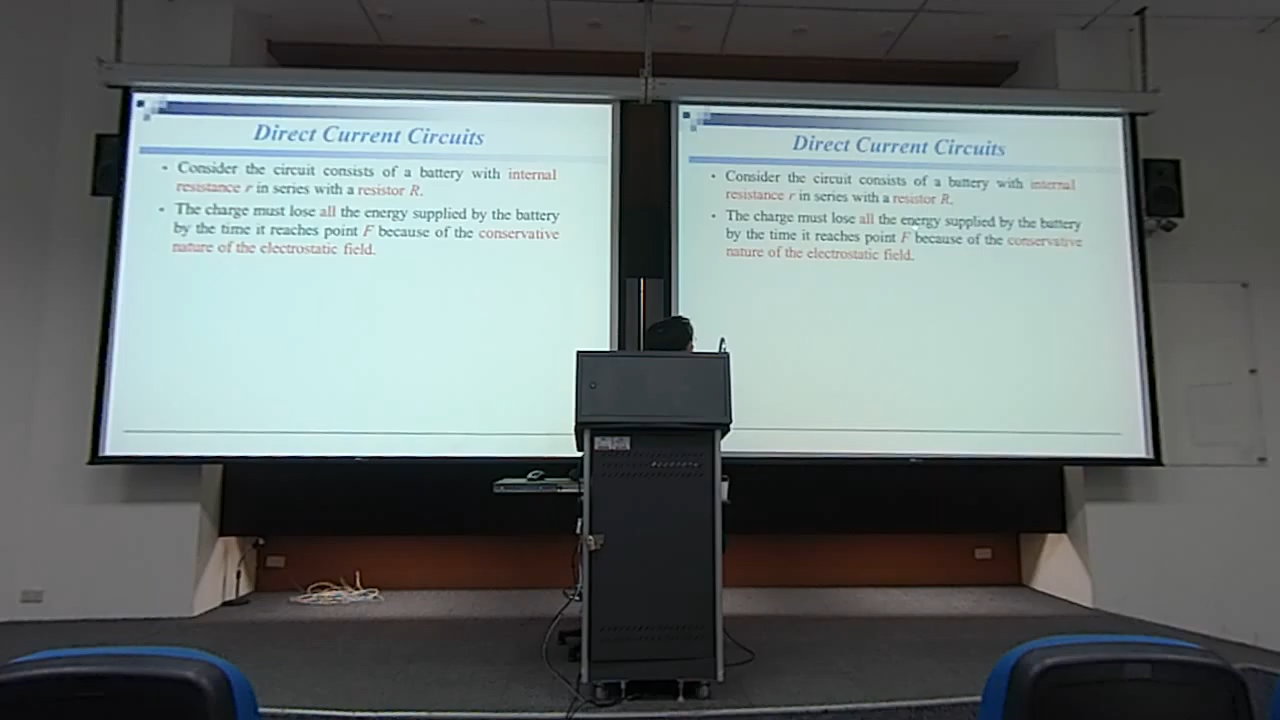 Direct Current Circuits
• Consider the circuit consists of a battery with internal
resistance r in series with a resistor R.
• The charge must lose all the energy supplied by the battery
by the time it reaches point F because of the conservative
nature of the electrostatic field.
Direct Current Circuits
• Consider the circuit consists of a battery with internal
resistance r in series with a resistor R.
• The charge must lose all the energy supplied by the battery
by the time it reaches point F because of the conservative
nature of the electrostatic field.